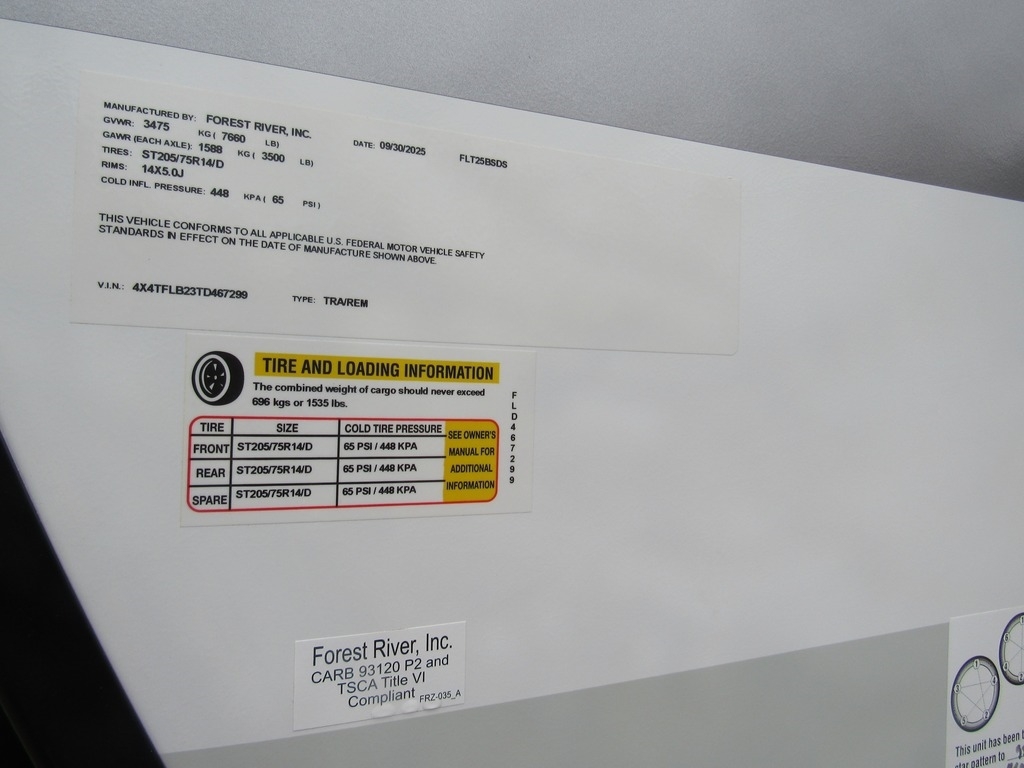 MANUFACTURED BY: FOREST RIVER, INC. DATE: 09/30/2025 FLT25BSDS
GVWR: 3475 KG ( 7660 LB)
GAWR (EACH AXLE): 1588 KG ( 3500 LB)
TIRES: ST205/75R14/D
RIMS: 14X5.0J
COLD INFL. PRESSURE: 448 KPA ( 65 PSI )
THIS VEHICLE CONFORMS TO ALL APPLICABLE U.S. FEDERAL MOTOR VEHICLE SAFETY
STANDARDS IN EFFECT ON THE DATE OF MANUFACTURE SHOWN ABOVE.
V.I.N.: 4X4TFLB23TD467299 TYPE: TRA/REM
TIRE AND LOADING INFORMATION
The combined weight of cargo should never exceed
696 kgs or 1535 lbs.
TIRE SIZE COLD TIRE PRESSURE
FRONT ST205/75R14/D 65 PSI / 448 KPA
REAR ST205/75R14/D 65 PSI / 448 KPA
SPARE ST205/75R14/D 65 PSI / 448 KPA
SEE OWNER'S
MANUAL FOR
ADDITIONAL
INFORMATION
FLD467299
Forest River, Inc.
CARB 93120 P2 and
TSCA Title VI
Compliant FRZ-035_A
This unit has been
star pattern to